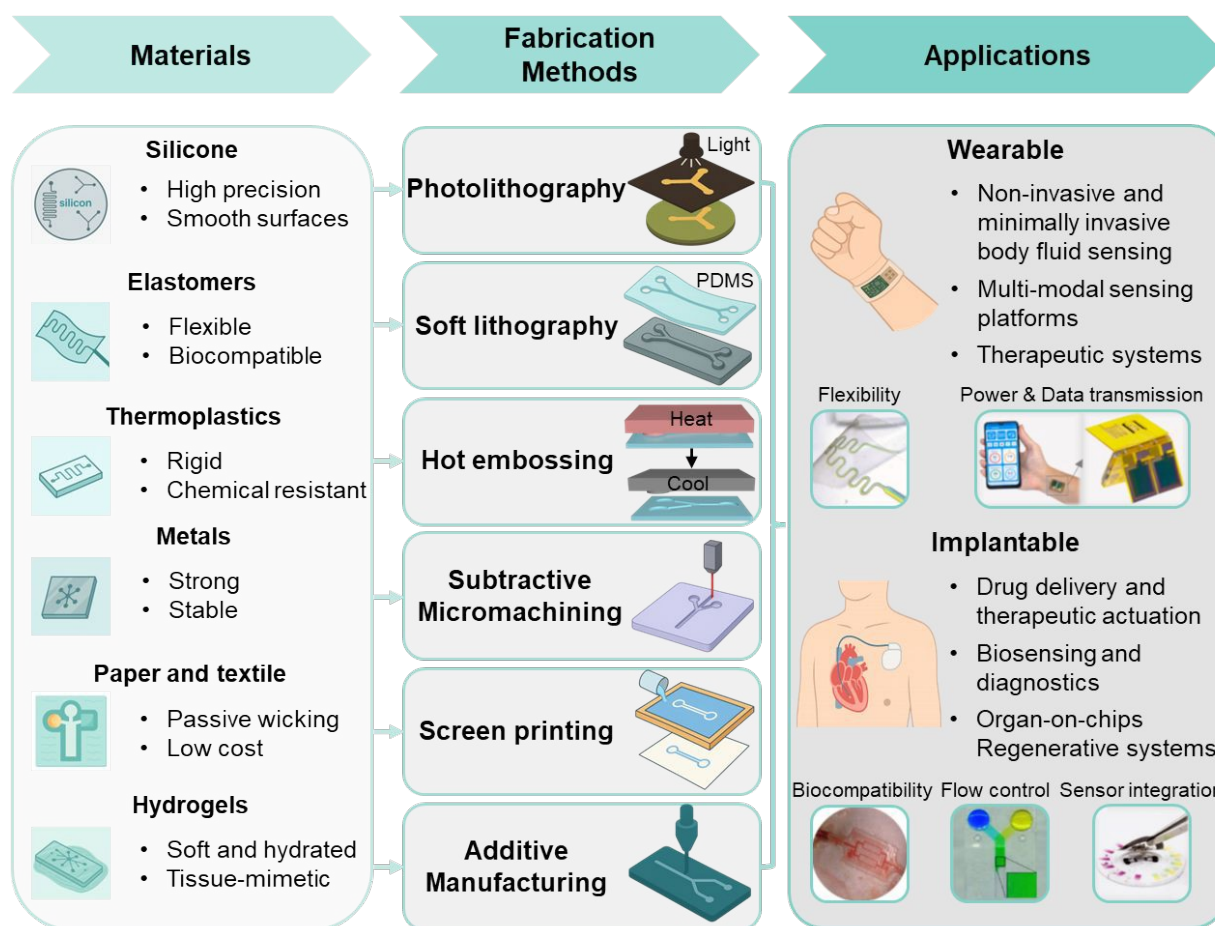 Materials
Fabrication
Methods
Applications
Silicone
silicon
• High precision
• Smooth surfaces
Elastomers
• Flexible
• Biocompatible
Thermoplastics
• Rigid
• Chemical resistant
Metals
• Strong
• Stable
Paper and textile
• Passive wicking
• Low cost
Hydrogels
• Soft and hydrated
• Tissue-mimetic
Light
Photolithography
PDMS
Soft lithography
Heat
Hot embossing
Cool
Subtractive
Micromachining
Screen printing
Additive
Manufacturing
Wearable
• Non-invasive and
minimally invasive
body fluid sensing
• Multi-modal sensing
platforms
• Therapeutic systems
Flexibility
Power & Data transmission
Implantable
• Drug delivery and
therapeutic actuation
• Biosensing and
diagnostics
• Organ-on-chips
Regenerative systems
Biocompatibility
Flow control
Sensor integration